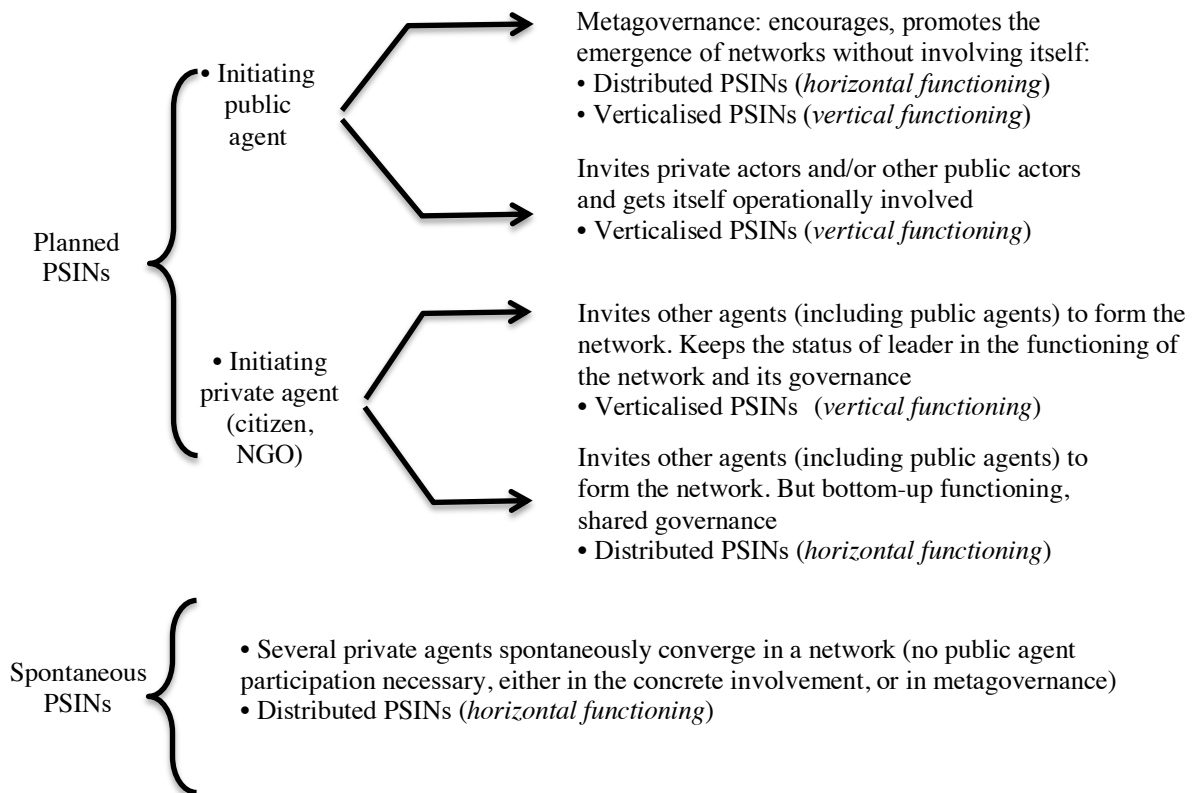 Planned
PSINs
• Initiating
public
agent
Metagovernance: encourages, promotes the
emergence of networks without involving itself:
• Distributed PSINs (horizontal functioning)
• Verticalised PSINs (vertical functioning)
Invites private actors and/or other public actors
and gets itself operationally involved
• Verticalised PSINs (vertical functioning)
• Initiating
private agent
(citizen,
NGO)
Invites other agents (including public agents) to form the
network. Keeps the status of leader in the functioning of
the network and its governance
• Verticalised PSINs (vertical functioning)
Invites other agents (including public agents) to
form the network. But bottom-up functioning,
shared governance
• Distributed PSINs (horizontal functioning)
Spontaneous
PSINs
• Several private agents spontaneously converge in a network (no public agent
participation necessary, either in the concrete involvement, or in metagovernance)
• Distributed PSINs (horizontal functioning)